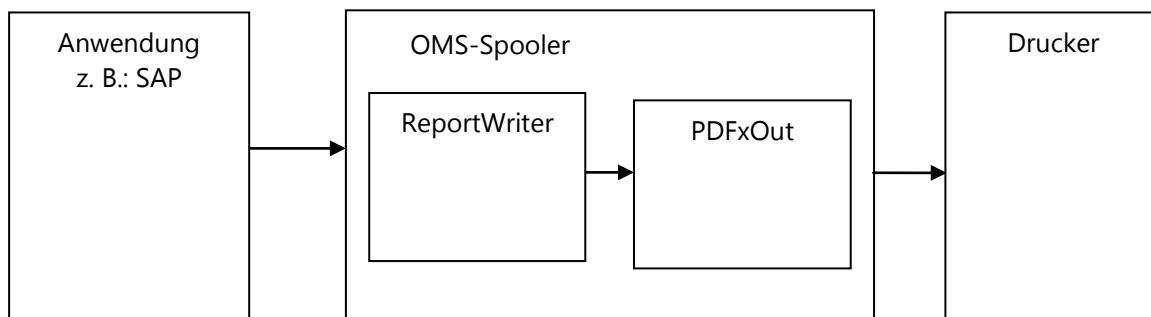 Anwendung
z. B.: SAP
OMS-Spooler
ReportWriter
PDFxOut
Drucker